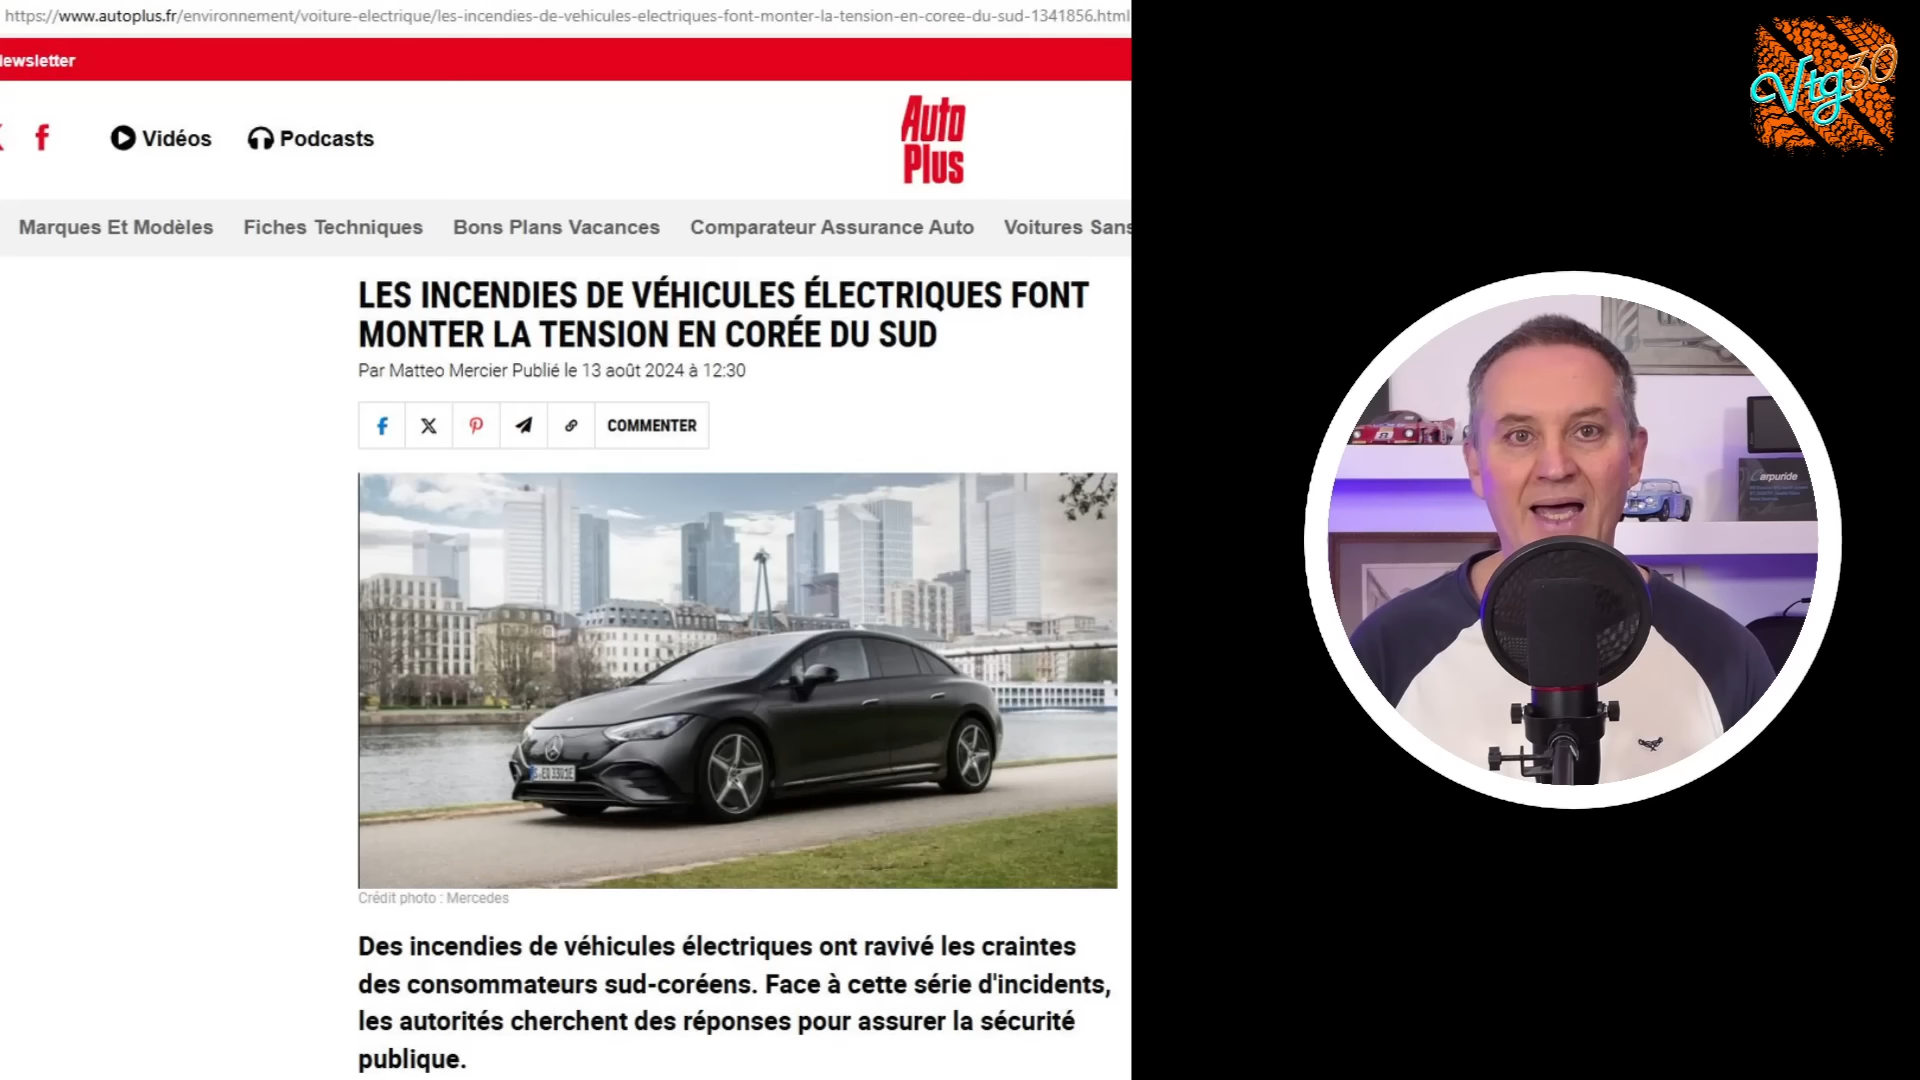 https://www.autoplus.fr/environnement/voiture-electrique/les-incendies-de-vehicules-electriques-font-monter-la-tension-en-coree-du-sud-1341856.html
Newsletter
Vidéos
Podcasts
Auto
Plus
Marques Et Modèles
Fiches Techniques
Bons Plans Vacances
Comparateur Assurance Auto
Voitures Sans
LES INCENDIES DE VÉHICULES ÉLECTRIQUES FONT
MONTER LA TENSION EN CORÉE DU SUD
Par Matteo Mercier Publié le 13 août 2024 à 12:30
COMMENTER
Crédit photo : Mercedes
Des incendies de véhicules électriques ont ravivé les craintes
des consommateurs sud-coréens. Face à cette série d'incidents,
les autorités cherchent des réponses pour assurer la sécurité
publique.
Vtg30
Carpuride